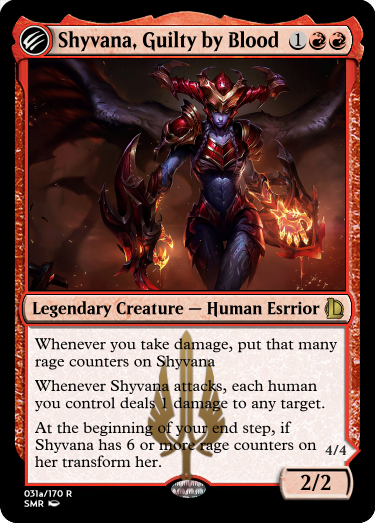 Shyvana, Guilty by Blood 1
Legendary Creature — Human Esrrior
Whenever you take damage, put that many
rage counters on Shyvana
Whenever Shyvana attacks, each human
you control deals 1 damage to any target.
At the beginning of your end step, if
Shyvana has 6 or more rage counters on
her transform her.
4/4
2/2
031a/170 R
SMR